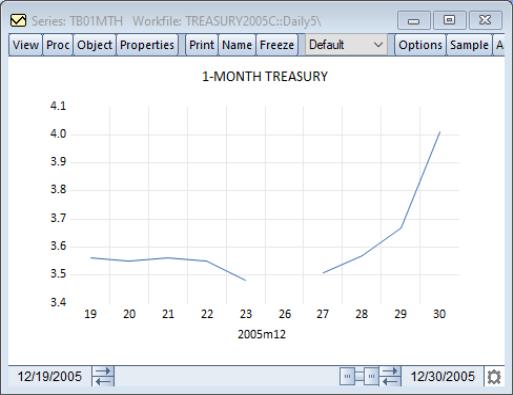 Series: TB01MTH Workfile: TREASURY2005C::Daily5\
View Proc Object Properties Print Name Freeze Default Options Sample
1-MONTH TREASURY
4.1
4.0
3.9
3.8
3.7
3.6
3.5
3.4
19 20 21 22 23 26 27 28 29 30
2005m12
12/19/2005 12/30/2005